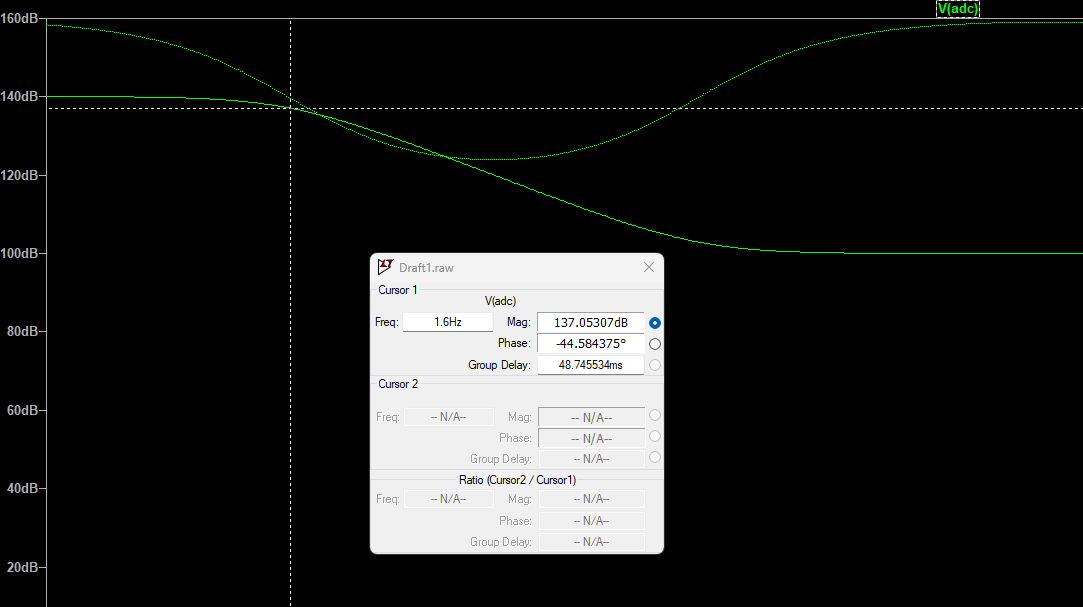 V(adc)
160dB
140dB
120dB
100dB
80dB
60dB
40dB
20dB
Draft1.raw
Cursor 1
V(adc)
Freq: 1.6Hz Mag: 137.05307dB
Phase: -44.584375°
Group Delay: 48.745534ms
Cursor 2
Freq: -- N/A-- Mag: -- N/A--
Phase: -- N/A--
Group Delay: -- N/A--
Ratio (Cursor2 / Cursor1)
Freq: -- N/A-- Mag: -- N/A--
Phase: -- N/A--
Group Delay: -- N/A--